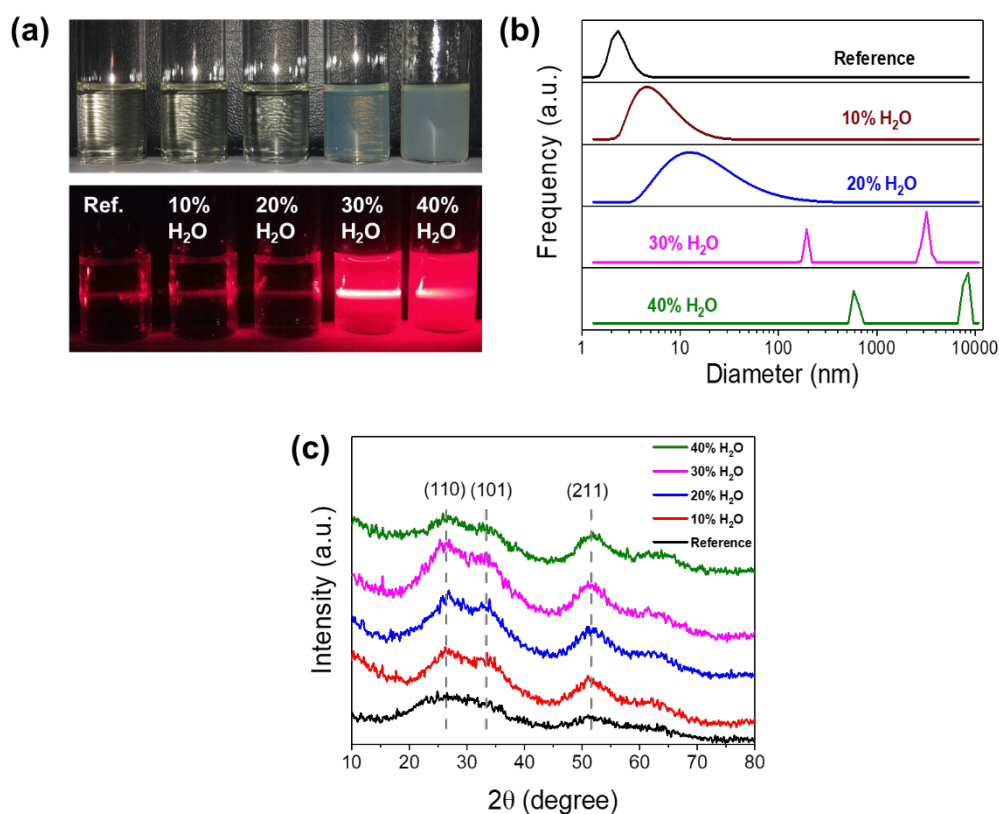 (a)
Ref.
10%
H₂O
20%
H₂O
30%
H₂O
40%
H₂O
(b)
Frequency (a.u.)
Reference
10% H₂O
20% H₂O
30% H₂O
40% H₂O
1 10 100 1000 10000
Diameter (nm)
(c)
Intensity (a.u.)
40% H₂O
30% H₂O
20% H₂O
10% H₂O
Reference
(110) (101) (211)
10 20 30 40 50 60 70 80
2θ (degree)